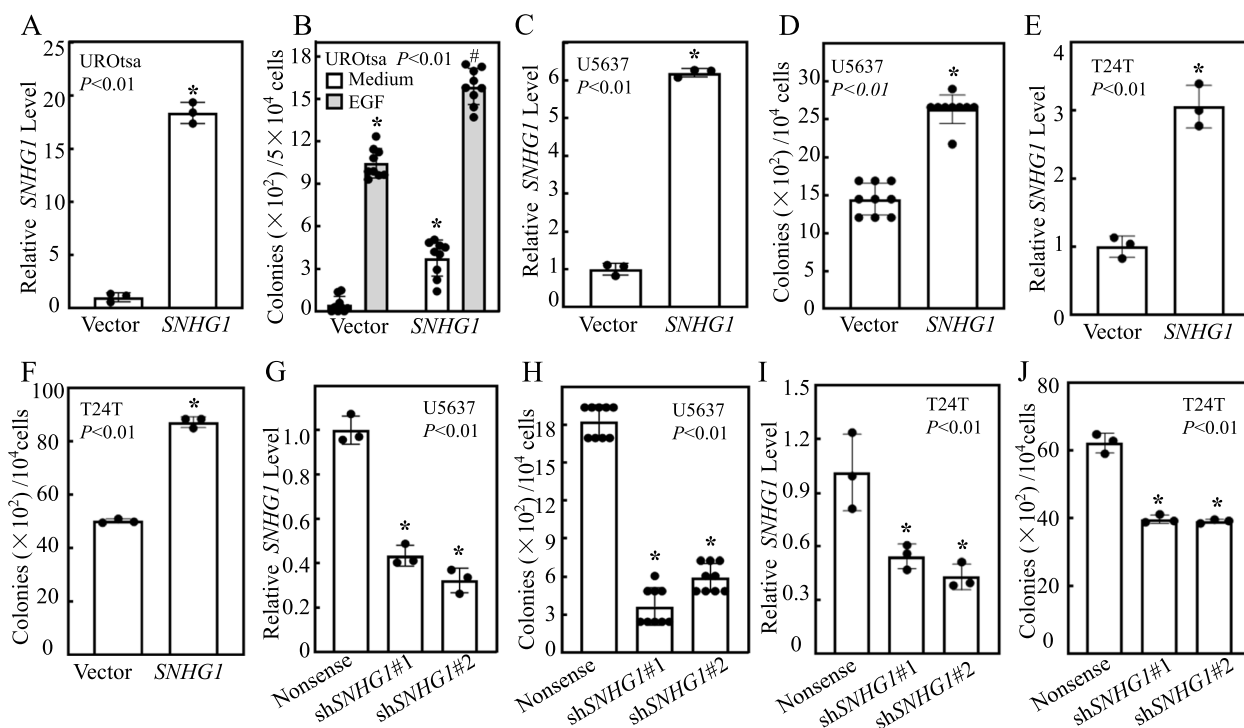 A
UROtsa
P<0.01
*
25
20
15
10
5
0
Relative SNHG1 Level
Vector
SNHG1
B
UROtsa P<0.01
Medium
EGF
*
*
#
18
15
12
9
6
3
0
Colonies (×10²) /5×10⁴ cells
Vector
SNHG1
C
U5637
P<0.01
*
6
4
2
1
0
Relative SNHG1 Level
Vector
SNHG1
D
U5637
P<0.01
*
30
25
15
10
5
0
Colonies (×10²) /10⁴ cells
Vector
SNHG1
E
T24T
P<0.01
*
4
3
2
1
0
Relative SNHG1 Level
Vector
SNHG1
F
T24T
P<0.01
*
100
80
60
40
20
0
Colonies (×10²) /10⁴cells
Vector
SNHG1
G
U5637
P<0.01
*
*
1.0
0.8
0.6
0.4
0
Relative SNHG1 Level
Nonsense
shSNHG1#1
shSNHG1#2
H
U5637
P<0.01
*
*
18
15
12
9
6
3
0
Colonies (×10²) /10⁴ cells
Nonsense
shSNHG1#1
shSNHG1#2
I
T24T
P<0.01
*
*
1.5
1.2
0.9
0.6
0.3
0
Relative SNHG1 Level
Nonsense
shSNHG1#1
shSNHG1#2
J
T24T
P<0.01
*
*
80
60
40
20
0
Colonies (×10²) /10⁴cells
Nonsense
shSNHG1#1
shSNHG1#2